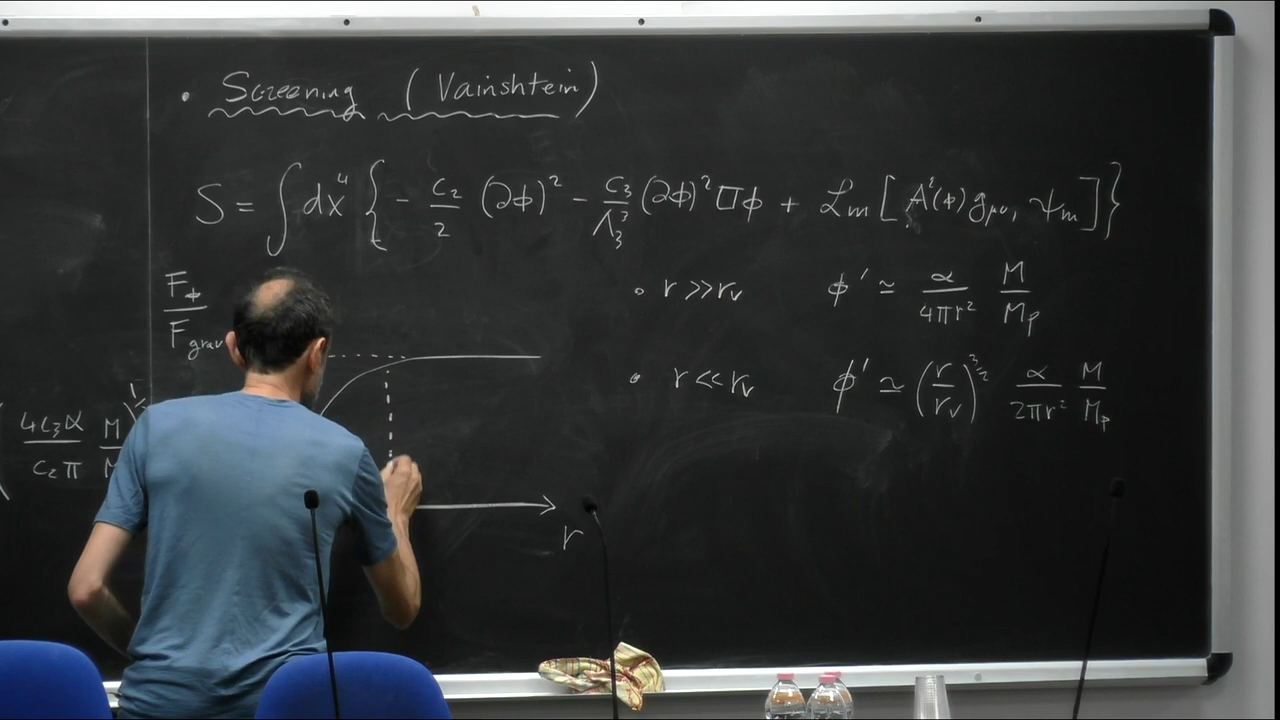 • Screening (Vainshtein)
S = ∫ dx⁴ { - c₂/2 (∂ϕ)² - c₃/Λ₃³ (∂ϕ)² □ϕ + ℒm [ A²(ϕ) gμν, ψm ] }
Fϕ/Fgrav
∘ r >> rv   ϕ' ≃ α/4πr² M/Mp
∘ r << rv   ϕ' ≃ (r/rv)^3/2 α/2πr² M/Mp
4c₃α/c₂π M
r